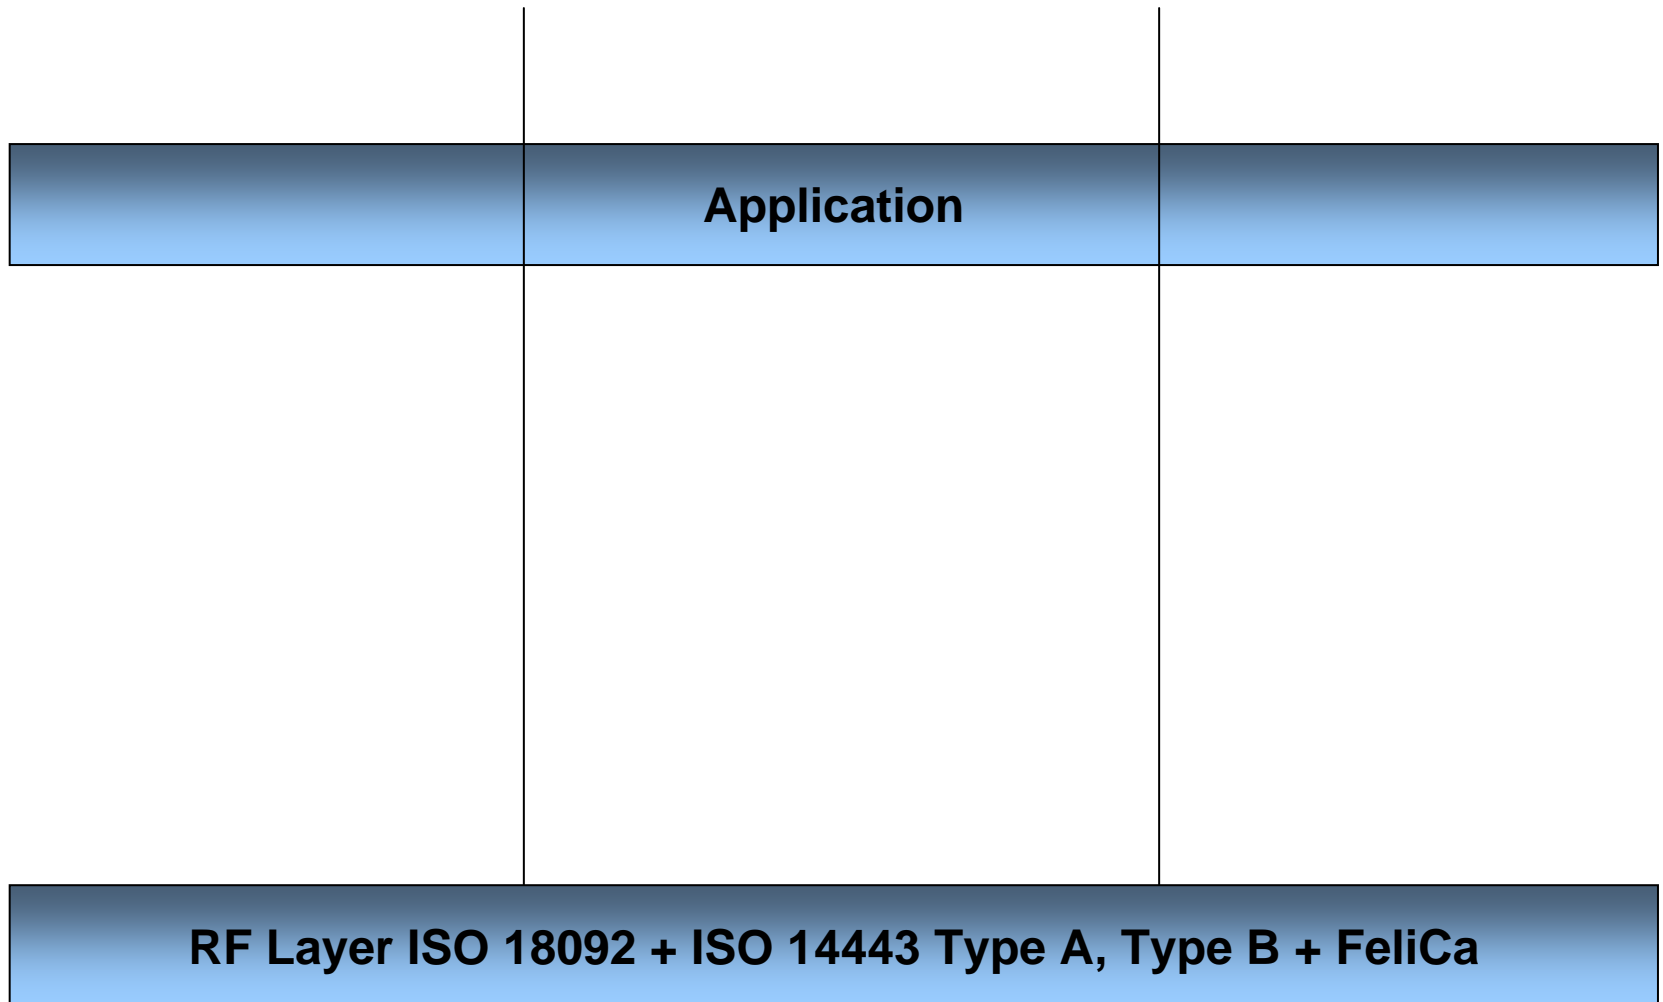 Application
RF Layer ISO 18092 + ISO 14443 Type A, Type B + FeliCa